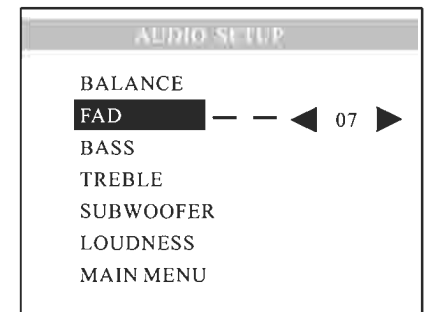 AUDIO SETUP
BALANCE
FAD — — ◀ 07 ▶
BASS
TREBLE
SUBWOOFER
LOUDNESS
MAIN MENU